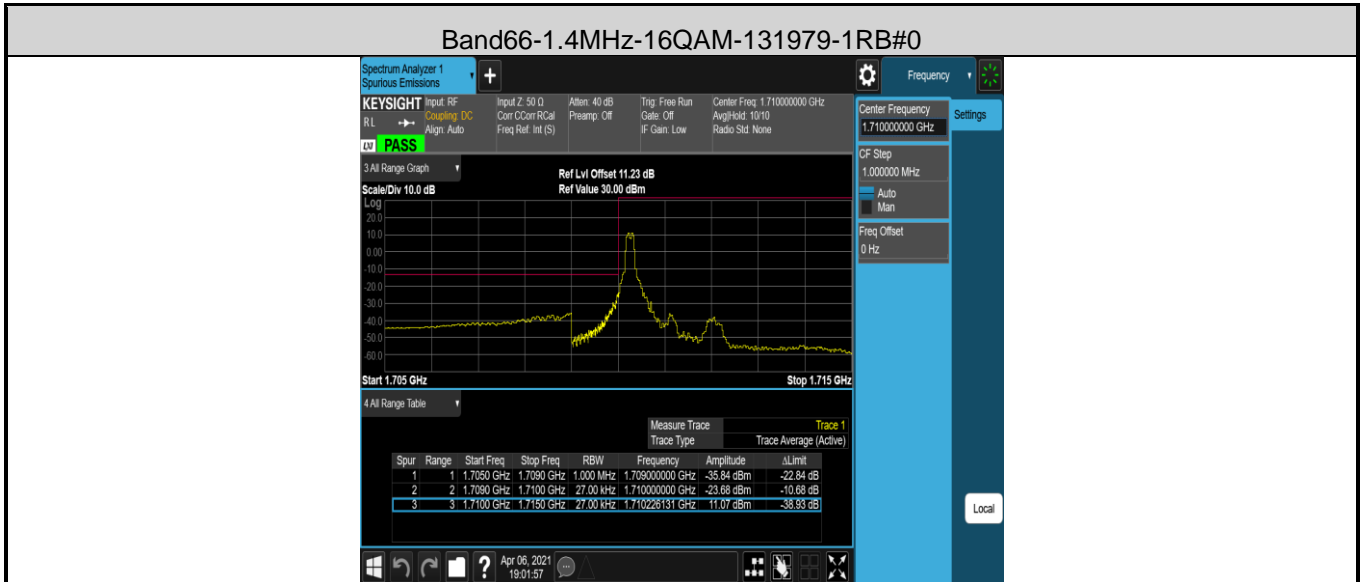 Band66-1.4MHz-16QAM-131979-1RB#0
Spectrum Analyzer 1
Spurious Emissions
+
Frequency
KEYSIGHT
RL
Input: RF
Coupling: DC
Align: Auto
Input Z: 50 Ω
Corr CCorr RCal
Freq Ref: Int (S)
Atten: 40 dB
Preamp: Off
Trig: Free Run
Gate: Off
IF Gain: Low
Center Freq: 1.710000000 GHz
Avg|Hold: 10/10
Radio Std: None
LXI PASS
Center Frequency
1.710000000 GHz
Settings
CF Step
1.000000 MHz
Auto
Man
Freq Offset
0 Hz
3 All Range Graph
Ref Lvl Offset 11.23 dB
Scale/Div 10.0 dB
Ref Value 30.00 dBm
Log
20.0
10.0
0.00
-10.0
-20.0
-30.0
-40.0
-50.0
-60.0
Start 1.705 GHz
Stop 1.715 GHz
4 All Range Table
Measure Trace Trace 1
Trace Type Trace Average (Active)
Spur Range Start Freq Stop Freq RBW Frequency Amplitude ΔLimit
1 1 1.7050 GHz 1.7090 GHz 1.000 MHz 1.709000000 GHz -35.84 dBm -22.84 dB
2 2 1.7090 GHz 1.7100 GHz 27.00 kHz 1.710000000 GHz -23.68 dBm -10.68 dB
3 3 1.7100 GHz 1.7150 GHz 27.00 kHz 1.710226131 GHz 11.07 dBm -38.93 dB
Local
?
Apr 06, 2021
19:01:57